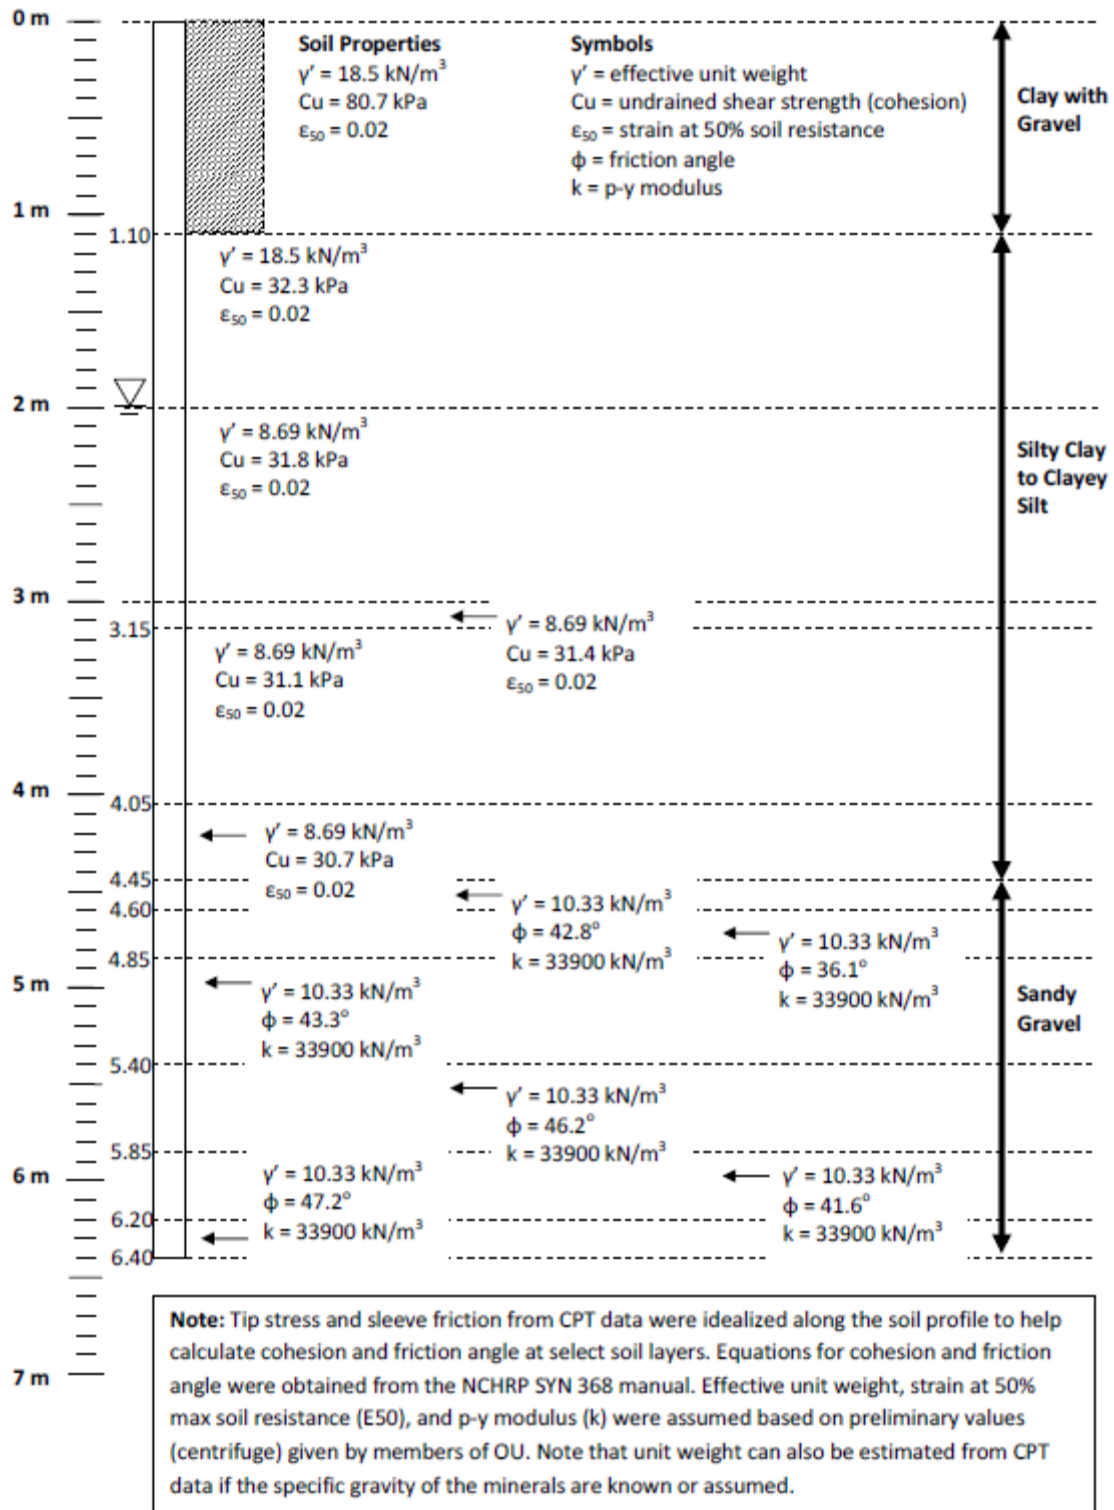 0 m
Soil Properties
γ' = 18.5 kN/m³
Cu = 80.7 kPa
ε₅₀ = 0.02
Symbols
γ' = effective unit weight
Cu = undrained shear strength (cohesion)
ε₅₀ = strain at 50% soil resistance
ϕ = friction angle
k = p-y modulus
Clay with
Gravel
1 m
1.10
γ' = 18.5 kN/m³
Cu = 32.3 kPa
ε₅₀ = 0.02
2 m
γ' = 8.69 kN/m³
Cu = 31.8 kPa
ε₅₀ = 0.02
Silty Clay
to Clayey
Silt
3 m
3.15
γ' = 8.69 kN/m³
Cu = 31.4 kPa
ε₅₀ = 0.02
γ' = 8.69 kN/m³
Cu = 31.1 kPa
ε₅₀ = 0.02
4 m
4.05
γ' = 8.69 kN/m³
Cu = 30.7 kPa
ε₅₀ = 0.02
4.45
4.60
γ' = 10.33 kN/m³
ϕ = 42.8°
k = 33900 kN/m³
γ' = 10.33 kN/m³
ϕ = 36.1°
k = 33900 kN/m³
4.85
5 m
γ' = 10.33 kN/m³
ϕ = 43.3°
k = 33900 kN/m³
Sandy
Gravel
5.40
γ' = 10.33 kN/m³
ϕ = 46.2°
k = 33900 kN/m³
5.85
6 m
γ' = 10.33 kN/m³
ϕ = 47.2°
k = 33900 kN/m³
γ' = 10.33 kN/m³
ϕ = 41.6°
k = 33900 kN/m³
6.20
6.40
7 m
Note: Tip stress and sleeve friction from CPT data were idealized along the soil profile to help
calculate cohesion and friction angle at select soil layers. Equations for cohesion and friction
angle were obtained from the NCHRP SYN 368 manual. Effective unit weight, strain at 50%
max soil resistance (E50), and p-y modulus (k) were assumed based on preliminary values
(centrifuge) given by members of OU. Note that unit weight can also be estimated from CPT
data if the specific gravity of the minerals are known or assumed.